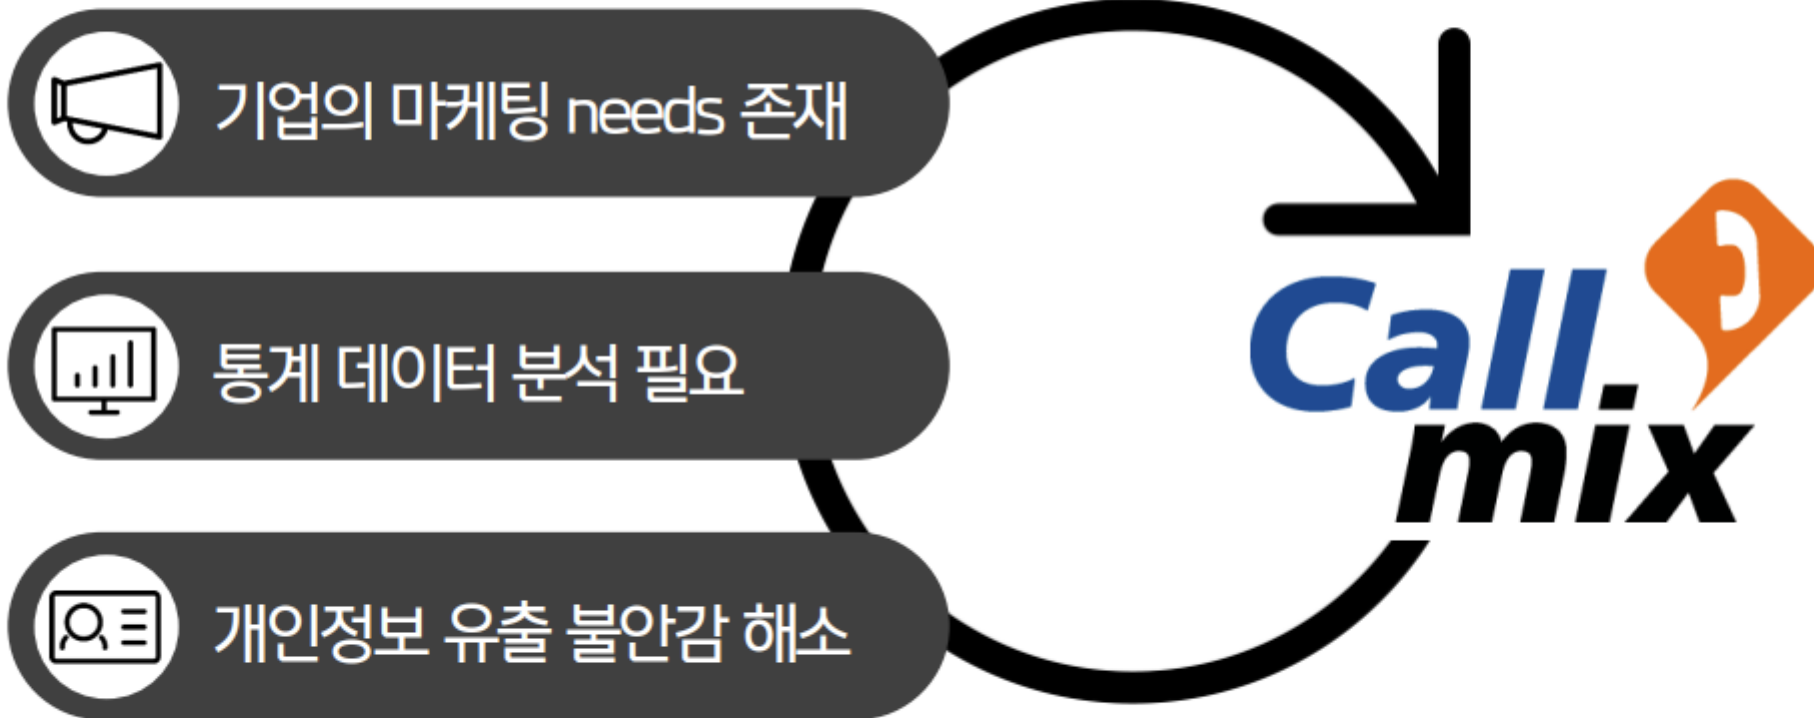 기업의 마케팅 needs 존재
통계 데이터 분석 필요
개인정보 유출 불안감 해소
Call
mix